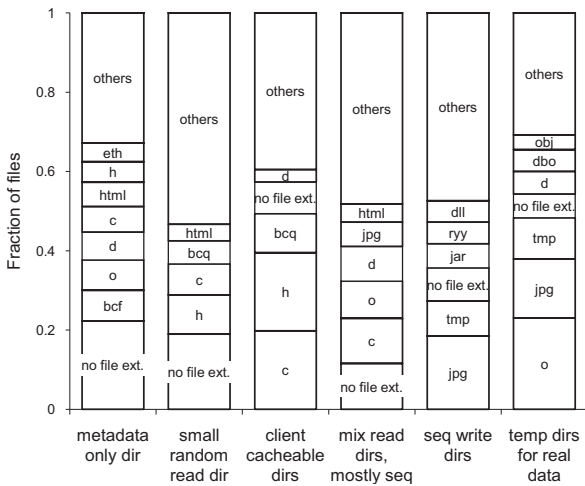 Fraction of files
1
0.8
0.6
0.4
0.2
0
others
eth
h
html
c
d
o
bcf
no file ext.
metadata
only dir
others
html
bcq
c
h
no file ext.
small
random
read dir
others
d
no file ext.
bcq
h
c
client
cacheable
dirs
others
html
jpg
d
o
c
no file ext.
mix read
dirs,
mostly seq
others
dll
ryy
jar
no file ext.
tmp
jpg
seq write
dirs
others
obj
dbo
d
no file ext.
tmp
jpg
o
temp dirs
for real
data